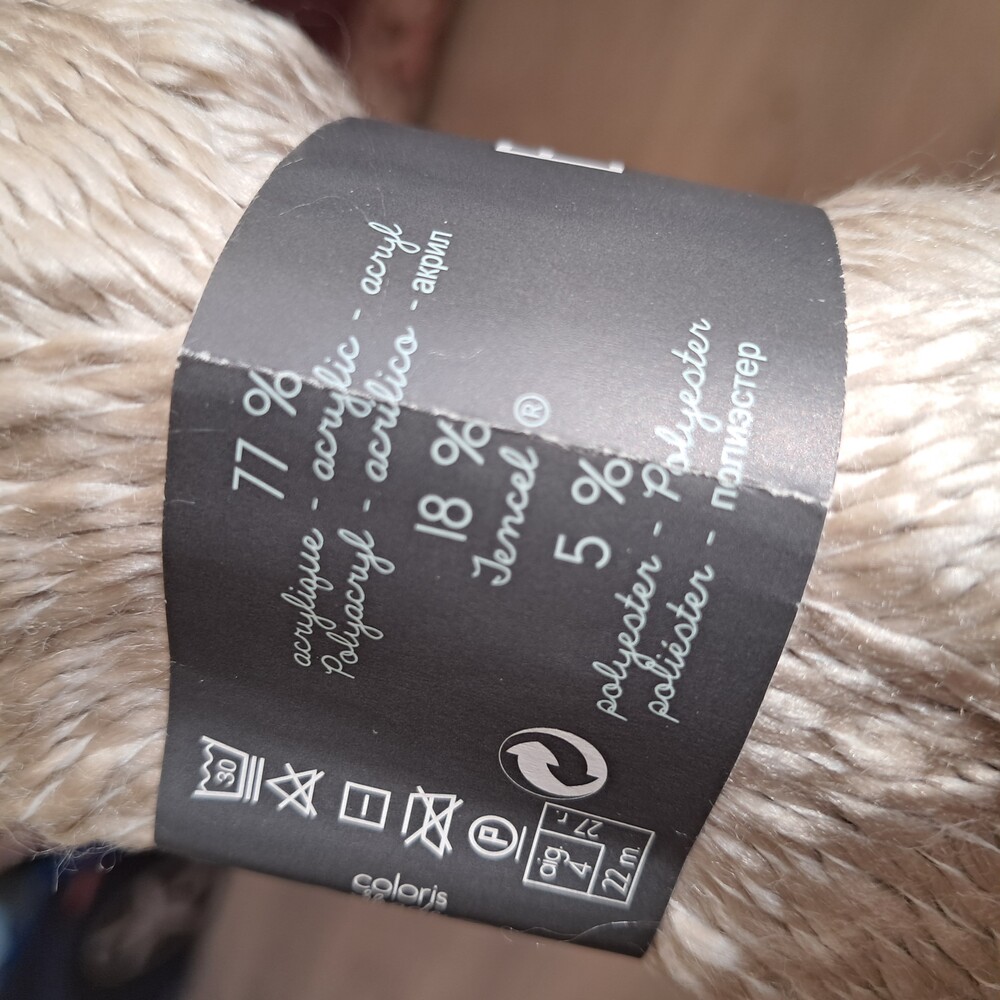 77 %
acrylique - acrylic - acryl
Polyacryl - acrilico - акрил
18 %
Tencel®
5 %
polyester - Polyester
poliéster - полиэстер
30
P
aig. 4
27 r.
22 m.
coloris